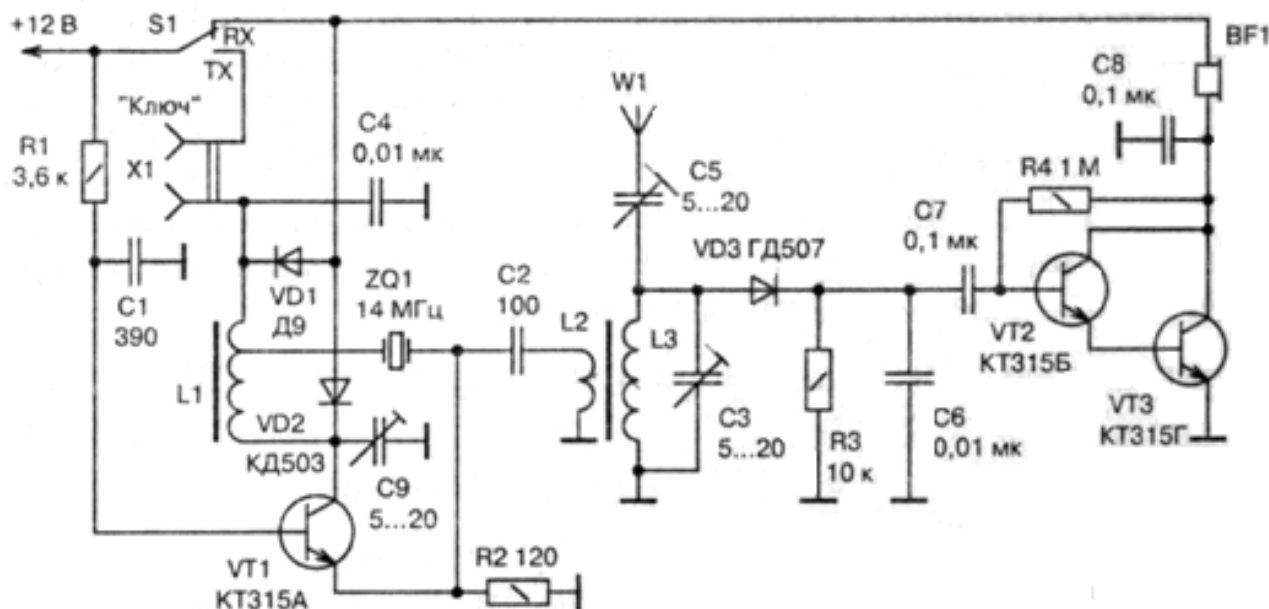 +12 В
S1
RX
TX
BF1
"Ключ"
W1
C8
0,1 мк
R1
3,6 к
X1
C4
0,01 мк
C5
5...20
R4 1 М
C7
0,1 мк
VD3 ГД507
C1
390
VD1
Д9
ZQ1
14 МГц
C2
100
L2
L3
VT2
КТ315Б
L1
VD2
КД503
C9
5...20
C3
5...20
R3
10 к
C6
0,01 мк
VT3
КТ315Г
VT1
КТ315А
R2 120